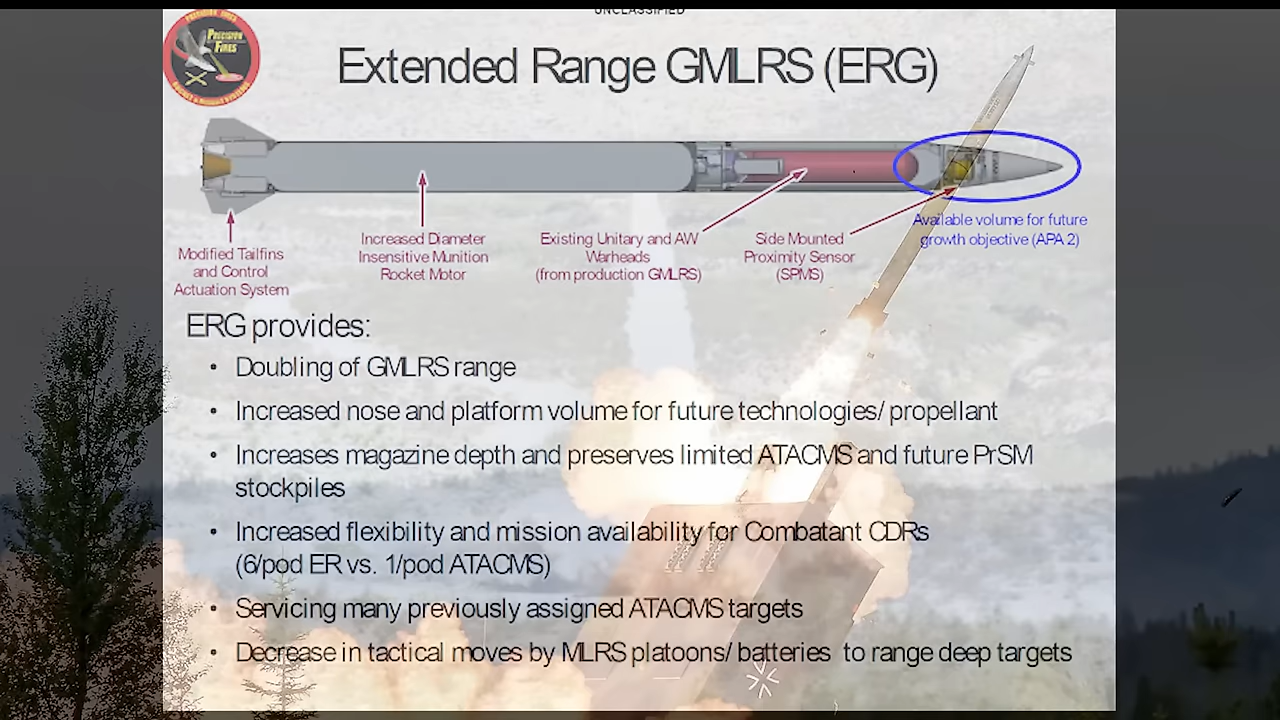 UNCLASSIFIED
PRECISION
FIRES
Extended Range GMLRS (ERG)
Available volume for future
growth objective (APA 2)
Modified Tailfins
and Control
Actuation System
Increased Diameter
Insensitive Munition
Rocket Motor
Existing Unitary and AW
Warheads
(from production GMLRS)
Side Mounted
Proximity Sensor
(SPMS)
ERG provides:
• Doubling of GMLRS range
• Increased nose and platform volume for future technologies/ propellant
• Increases magazine depth and preserves limited ATACMS and future PrSM
stockpiles
• Increased flexibility and mission availability for Combatant CDRs
(6/pod ER vs. 1/pod ATACMS)
• Servicing many previously assigned ATACMS targets
• Decrease in tactical moves by MLRS platoons/ batteries to range deep targets